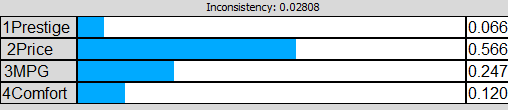 Inconsistency: 0.02808
1Prestige 0.066
2Price 0.566
3MPG 0.247
4Comfort 0.120